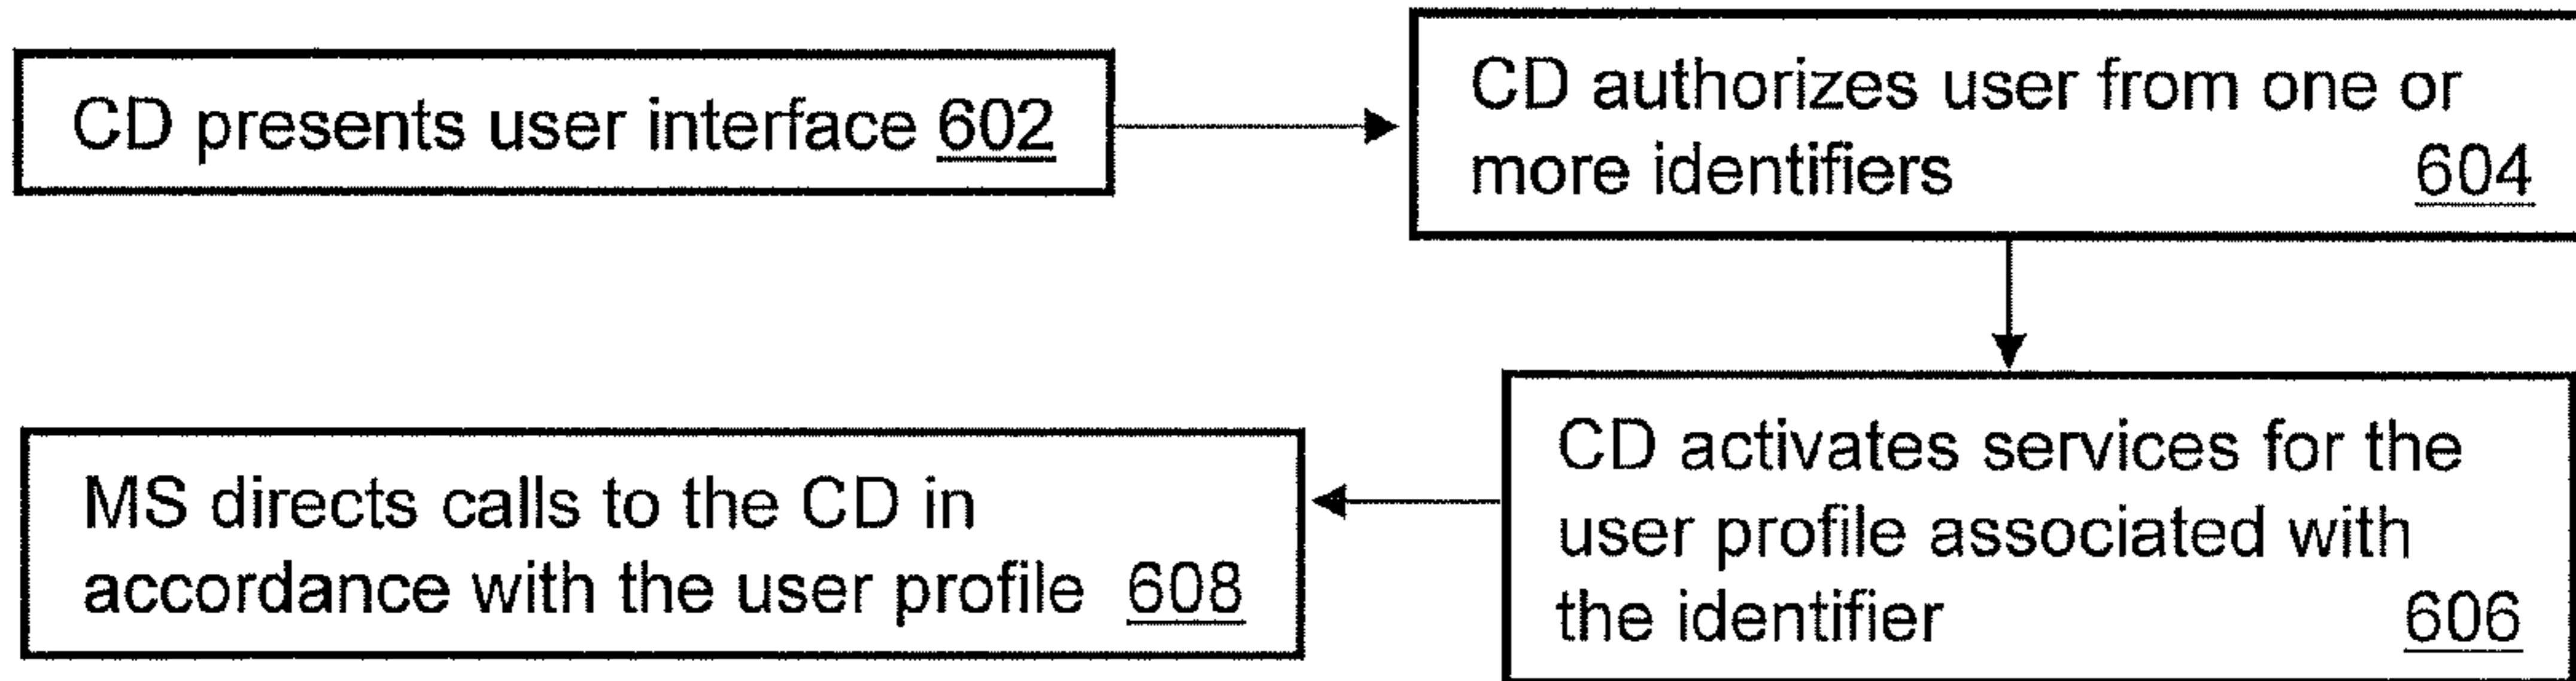 CD presents user interface 602
CD authorizes user from one or
more identifiers 604
CD activates services for the
user profile associated with
the identifier 606
MS directs calls to the CD in
accordance with the user profile 608